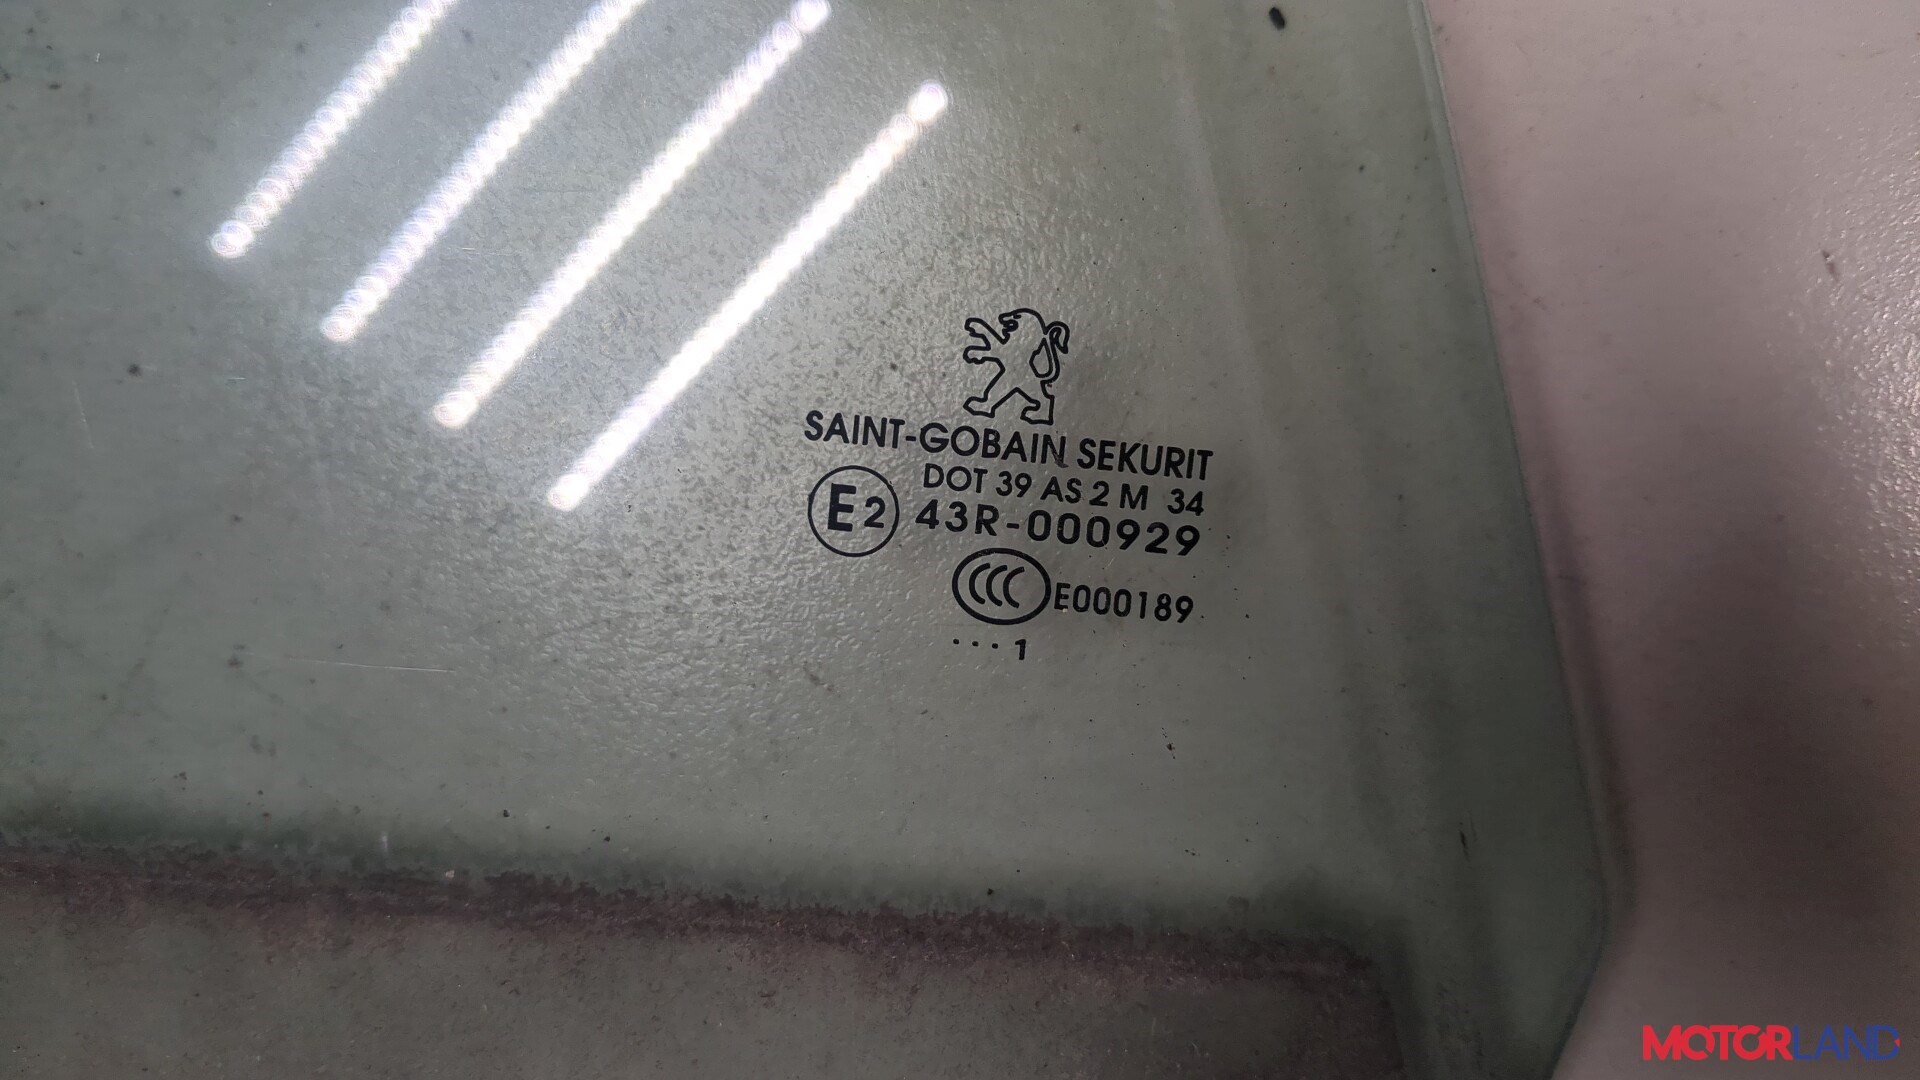 SAINT-GOBAIN SEKURIT
DOT 39 AS 2 M 34
E2 43R-000929
CCC E000189
... 1
MOTORLAND